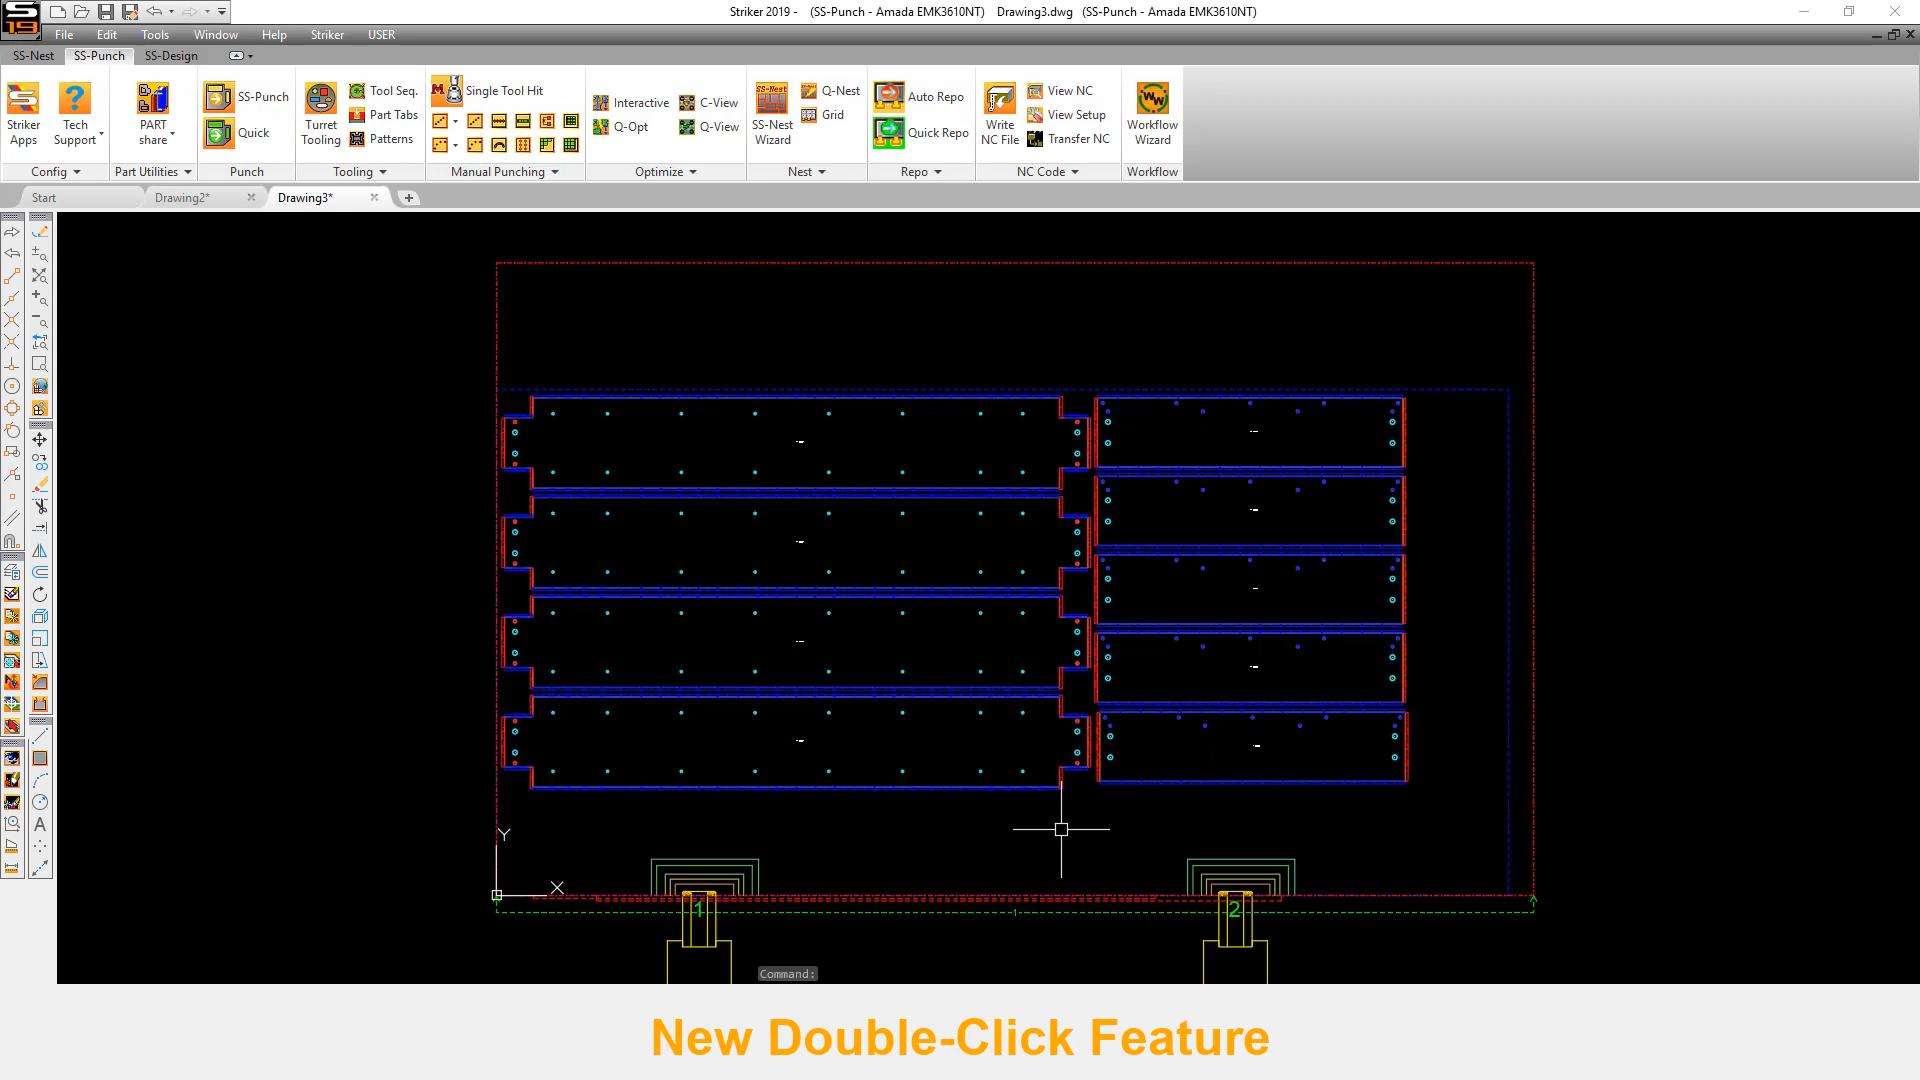 Striker 2019 - (SS-Punch - Amada EMK3610NT) Drawing3.dwg (SS-Punch - Amada EMK3610NT)
S 19
File Edit Tools Window Help Striker USER
SS-Nest SS-Punch SS-Design
Striker Apps
Tech Support
Config
PART share
Part Utilities
SS-Punch
Quick
Punch
Turret Tooling
Tool Seq.
Part Tabs
Patterns
Tooling
Single Tool Hit
Manual Punching
Interactive
Q-Opt
C-View
Q-View
Optimize
SS-Nest
SS-Nest Wizard
Q-Nest
Grid
Nest
Auto Repo
Quick Repo
Repo
Write NC File
View NC
View Setup
Transfer NC
NC Code
Workflow Wizard
Workflow
Start Drawing2* Drawing3*
Y
X
1
2
Command:
New Double-Click Feature